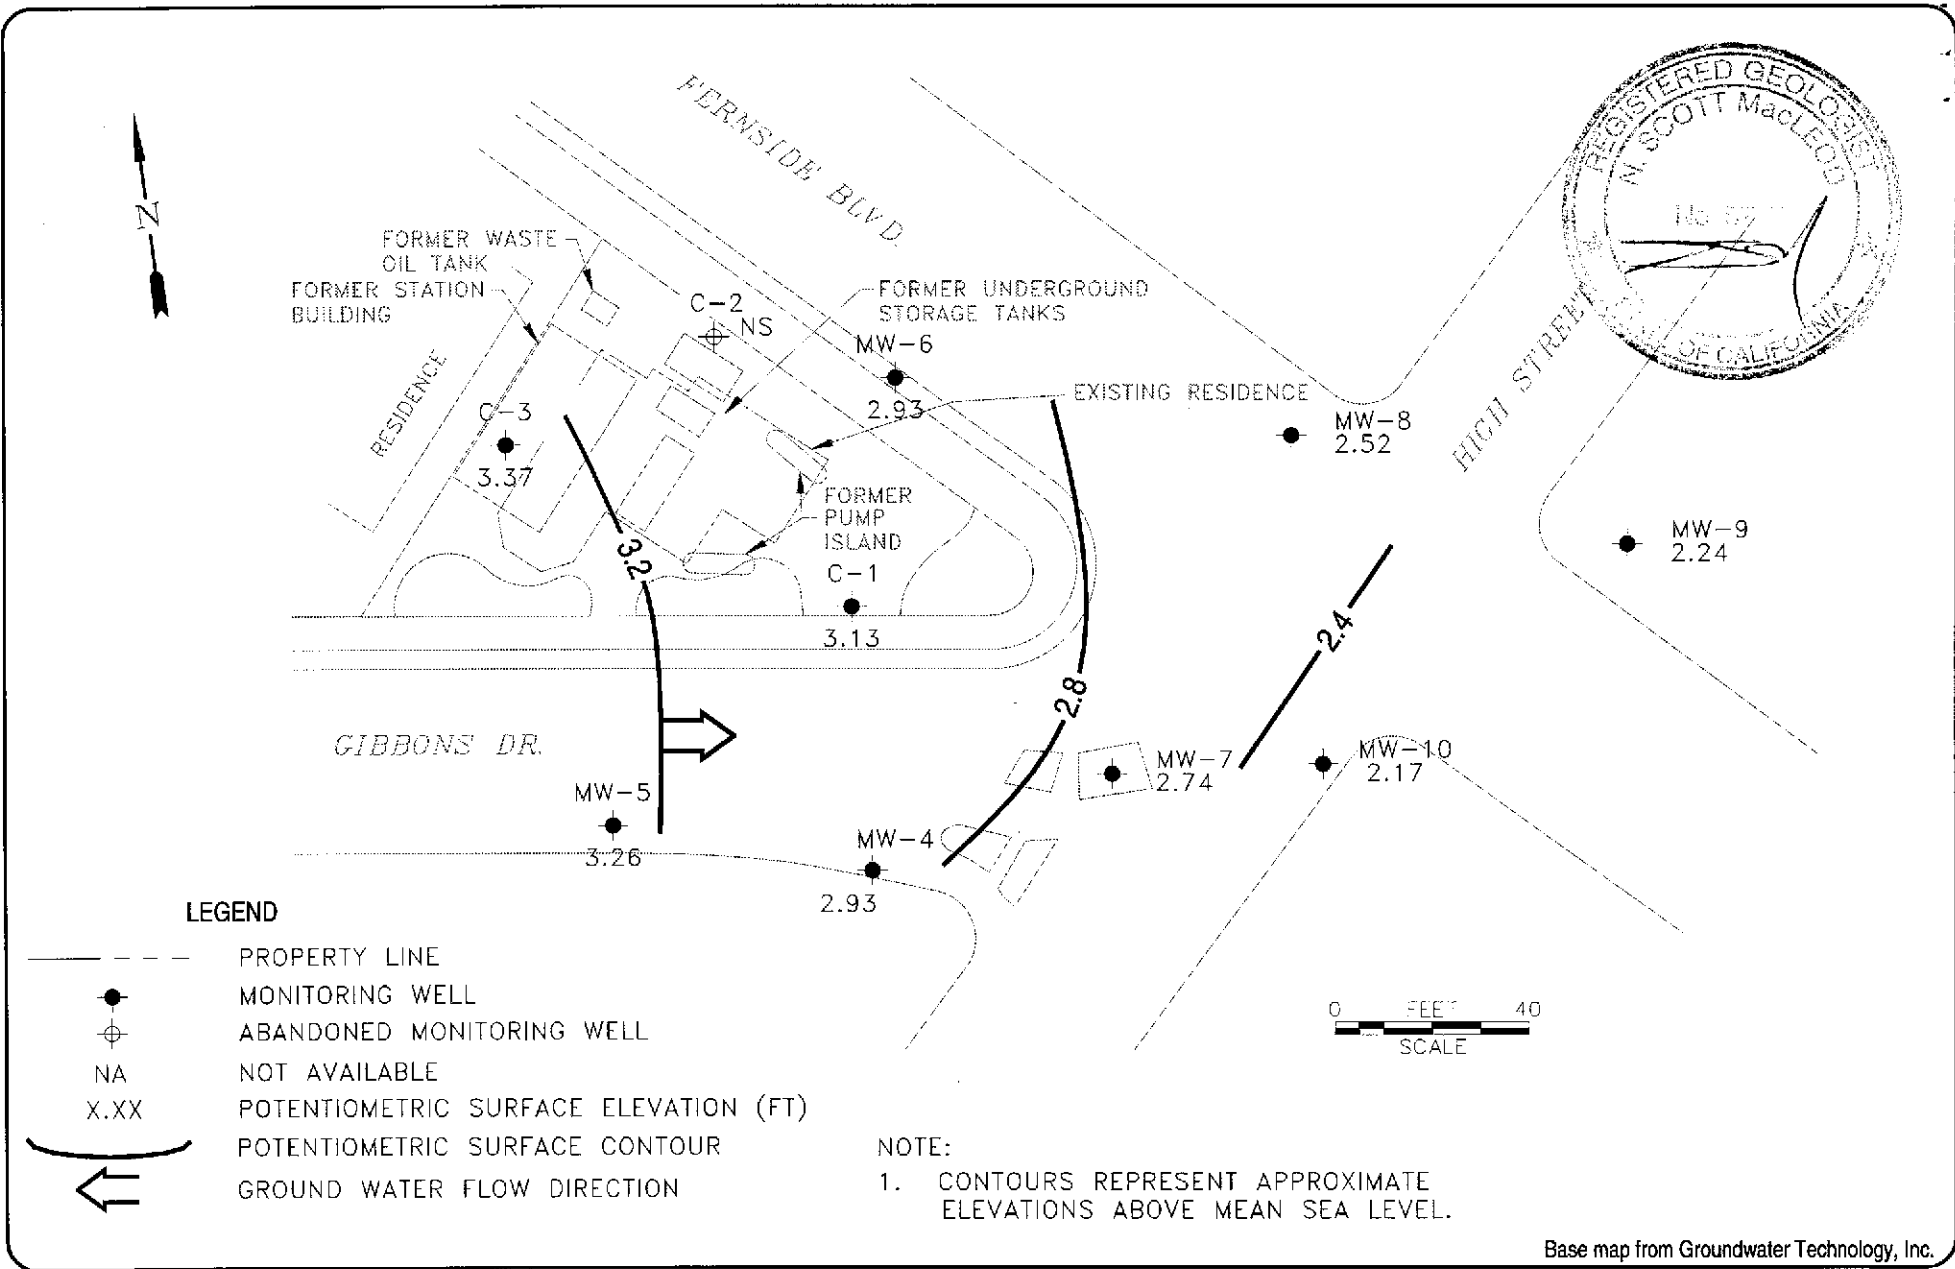 REGISTERED GEOLOGIST
N. SCOTT MacLEOD
OF CALIFORNIA
N
FERNSIDE BLVD.
FORMER WASTE
OIL TANK
FORMER STATION
BUILDING
C-2
NS
FORMER UNDERGROUND
STORAGE TANKS
MW-6
2.93
EXISTING RESIDENCE
RESIDENCE
C-3
3.37
MW-8
2.52
HIGH STREET
FORMER
PUMP
ISLAND
3.2
C-1
3.13
MW-9
2.24
2.4
2.8
GIBBONS DR.
MW-5
3.26
MW-7
2.74
MW-10
2.17
MW-4
2.93
LEGEND
PROPERTY LINE
MONITORING WELL
ABANDONED MONITORING WELL
NA NOT AVAILABLE
X.XX POTENTIOMETRIC SURFACE ELEVATION (FT)
POTENTIOMETRIC SURFACE CONTOUR
GROUND WATER FLOW DIRECTION
0 FEET 40
SCALE
NOTE:
1. CONTOURS REPRESENT APPROXIMATE
ELEVATIONS ABOVE MEAN SEA LEVEL.
Base map from Groundwater Technology, Inc.